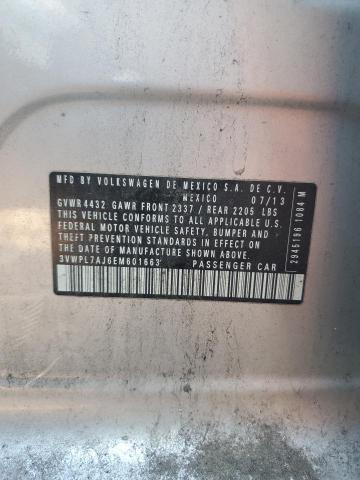 MFD BY VOLKSWAGEN DE MEXICO S.A. DE C.V.
MEXICO 07/13
GVWR 4432 GAWR FRONT 2337 / REAR 2205 LBS
THIS VEHICLE CONFORMS TO ALL APPLICABLE U.S.
FEDERAL MOTOR VEHICLE SAFETY, BUMPER AND
THEFT PREVENTION STANDARDS IN EFFECT ON
THE DATE OF MANUFACTURE SHOWN ABOVE.
3VWPL7AJ6EM601663 PASSENGER CAR
2945196 1084 M